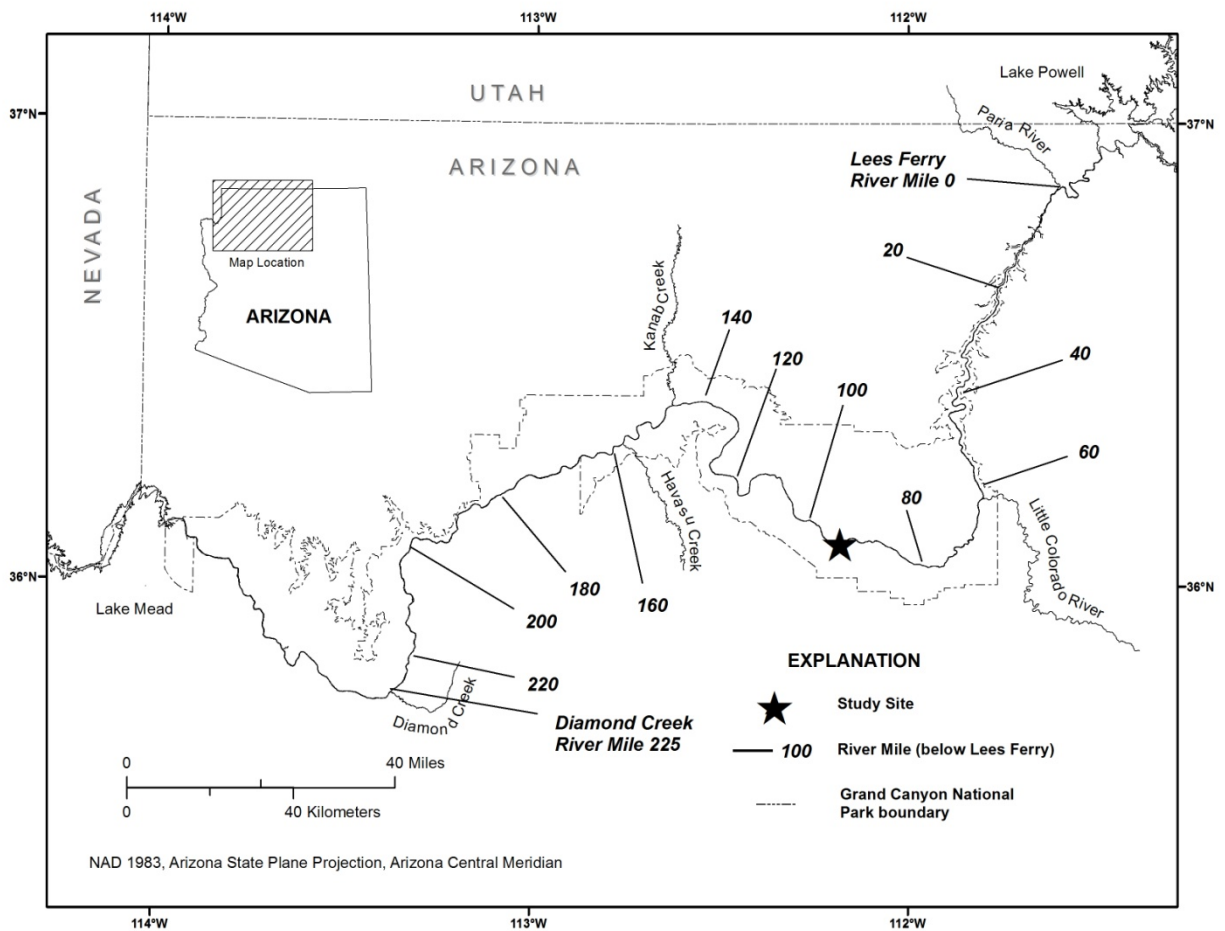 114°W
113°W
112°W
Lake Powell
UTAH
37°N
37°N
Paria River
ARIZONA
Lees Ferry
River Mile 0
NEVADA
20
Map Location
Kanab Creek
ARIZONA
140
40
120
100
60
Havasu Creek
80
Little Colorado River
36°N
36°N
180
160
Lake Mead
200
EXPLANATION
220
Study Site
Diamond Creek
Diamond Creek
River Mile 225
100
River Mile (below Lees Ferry)
0
40 Miles
Grand Canyon National
Park boundary
0
40 Kilometers
NAD 1983, Arizona State Plane Projection, Arizona Central Meridian
114°W
113°W
112°W